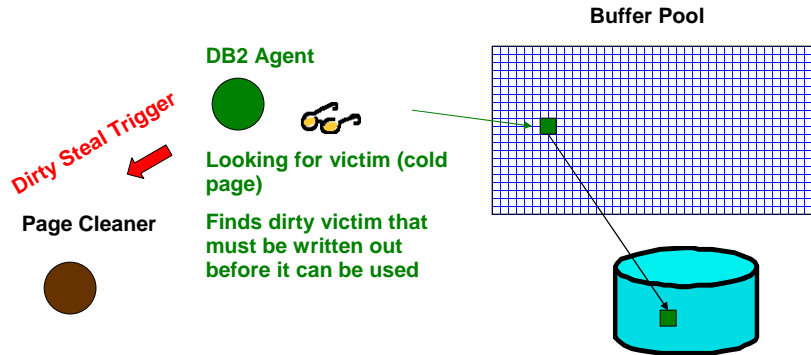 Buffer Pool
DB2 Agent
Dirty Steal Trigger
Looking for victim (cold
page)
Page Cleaner
Finds dirty victim that
must be written out
before it can be used